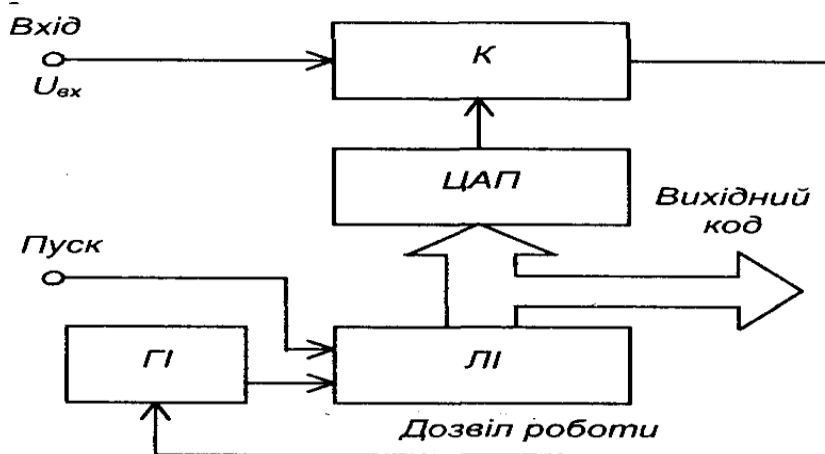 Вхід
К
Uвх
ЦАП
Вихідний
код
Пуск
ГІ
ЛІ
Дозвіл роботи